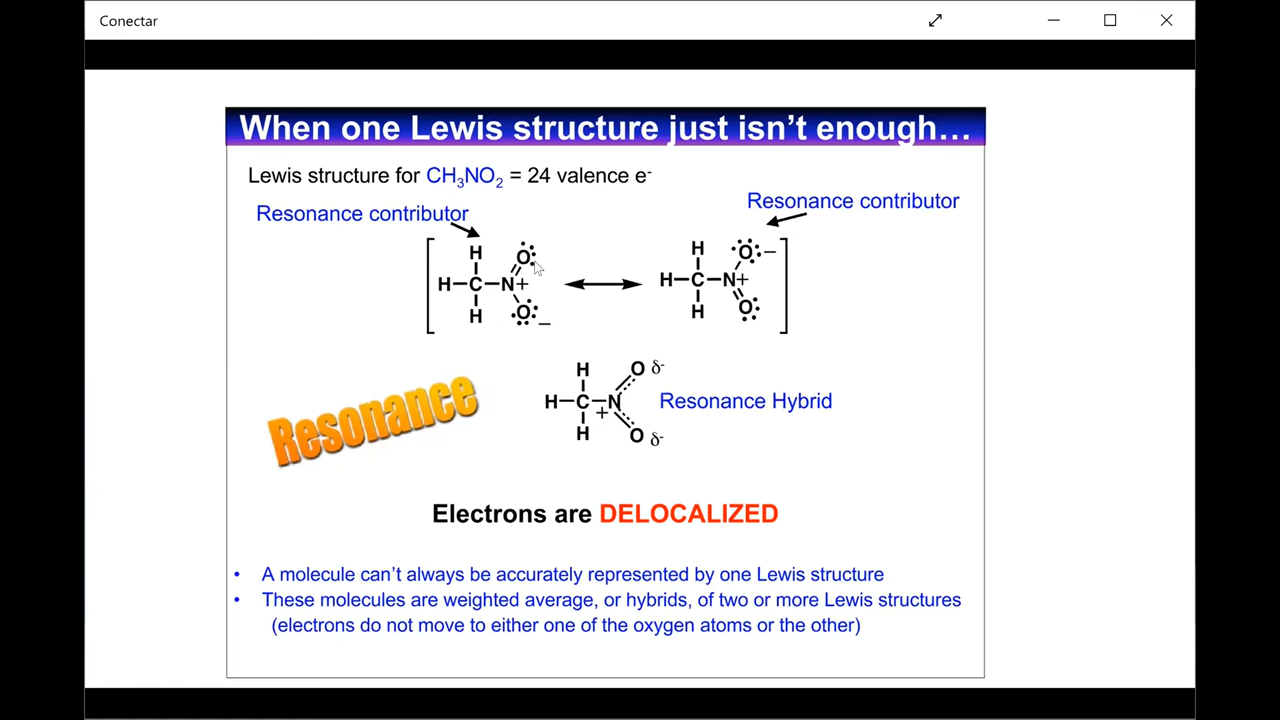 Conectar
When one Lewis structure just isn't enough...
Lewis structure for CH₃NO₂ = 24 valence e⁻
Resonance contributor
Resonance contributor
H
H–C–N+
H
O
O –
H
H–C–N+
H
O –
O
H
H–C–N
+
H
O δ⁻
O δ⁻
Resonance Hybrid
Resonance
Electrons are DELOCALIZED
• A molecule can't always be accurately represented by one Lewis structure
• These molecules are weighted average, or hybrids, of two or more Lewis structures
(electrons do not move to either one of the oxygen atoms or the other)